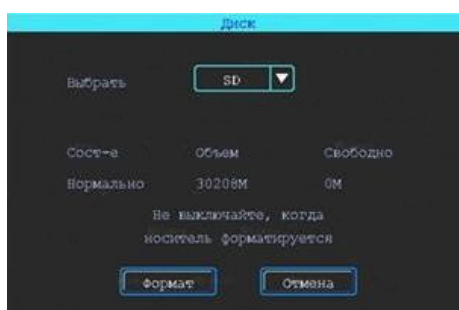 Диск
Выбрать SD
Сост-е Объем Свободно
Нормально 30208M 0M
Не выключайте, когда
носитель форматируется
Формат Отмена